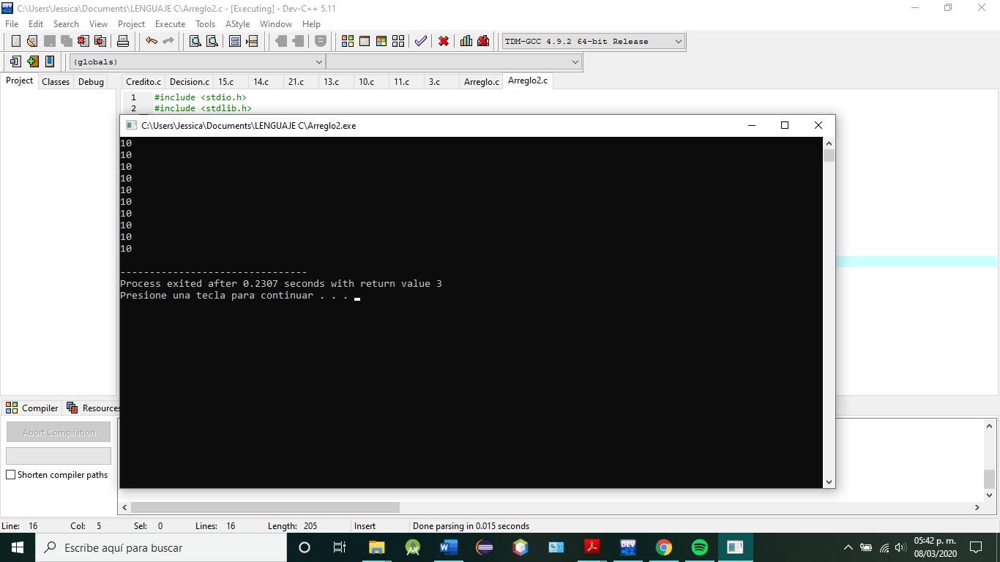 C:\Users\Jessica\Documents\LENGUAJE C\Arreglo2.c - [Executing] - Dev-C++ 5.11
File Edit Search View Project Execute Tools AStyle Window Help
TDM-GCC 4.9.2 64-bit Release
(globals)
Project Classes Debug
Credito.c Decision.c 15.c 14.c 21.c 13.c 10.c 11.c 3.c Arreglo.c Arreglo2.c
1 #include <stdio.h>
2 #include <stdlib.h>
C:\Users\Jessica\Documents\LENGUAJE C\Arreglo2.exe
10
10
10
10
10
10
10
10
10
10
--------------------------------
Process exited after 0.2307 seconds with return value 3
Presione una tecla para continuar . . .
Compiler Resources
Abort Compilation
Shorten compiler paths
Line: 16 Col: 5 Sel: 0 Lines: 16 Length: 205 Insert Done parsing in 0.015 seconds
Escribe aquí para buscar
05:42 p. m.
08/03/2020